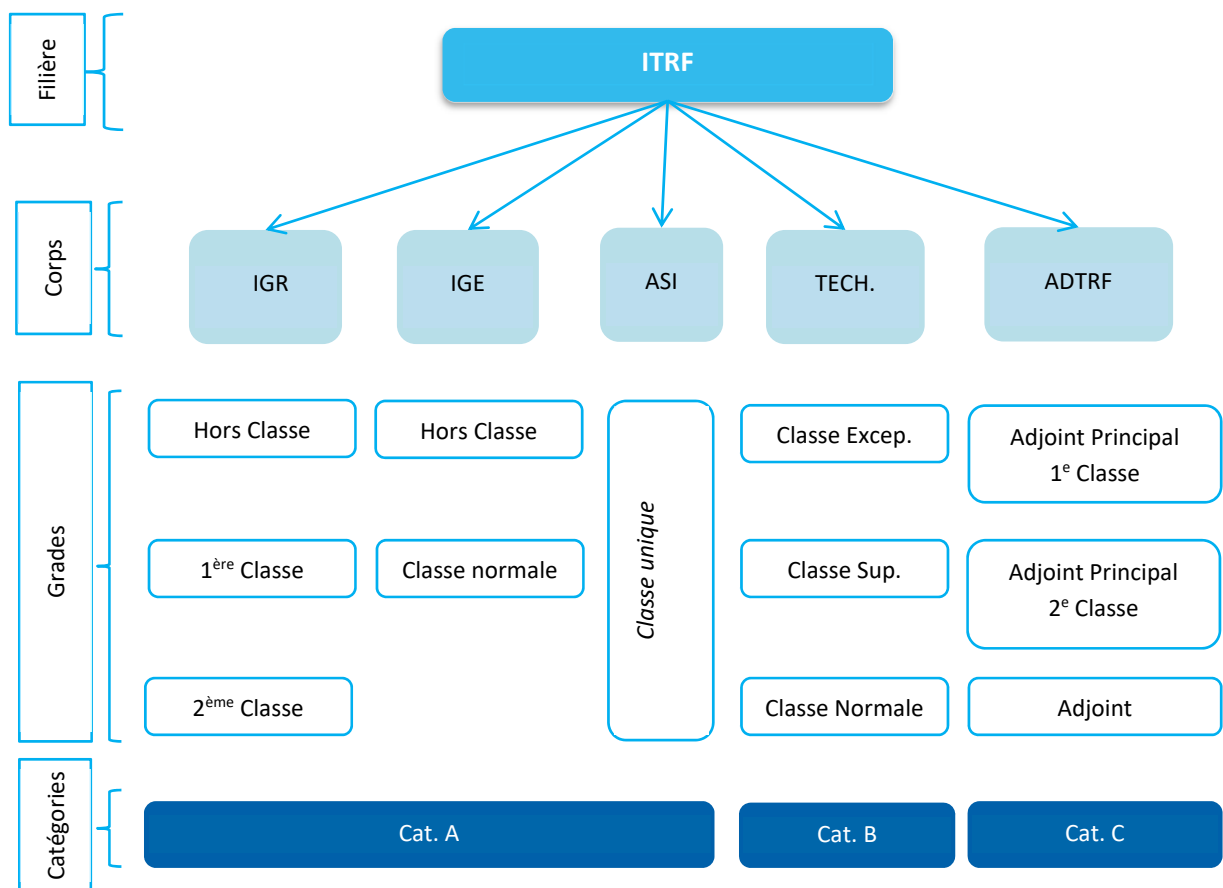 Filière
ITRF
Corps
IGR
IGE
ASI
TECH.
ADTRF
Grades
Hors Classe
Hors Classe
Classe unique
Classe Excep.
Adjoint Principal
1e Classe
1ère Classe
Classe normale
Classe Sup.
Adjoint Principal
2e Classe
2ème Classe
Classe Normale
Adjoint
Catégories
Cat. A
Cat. B
Cat. C